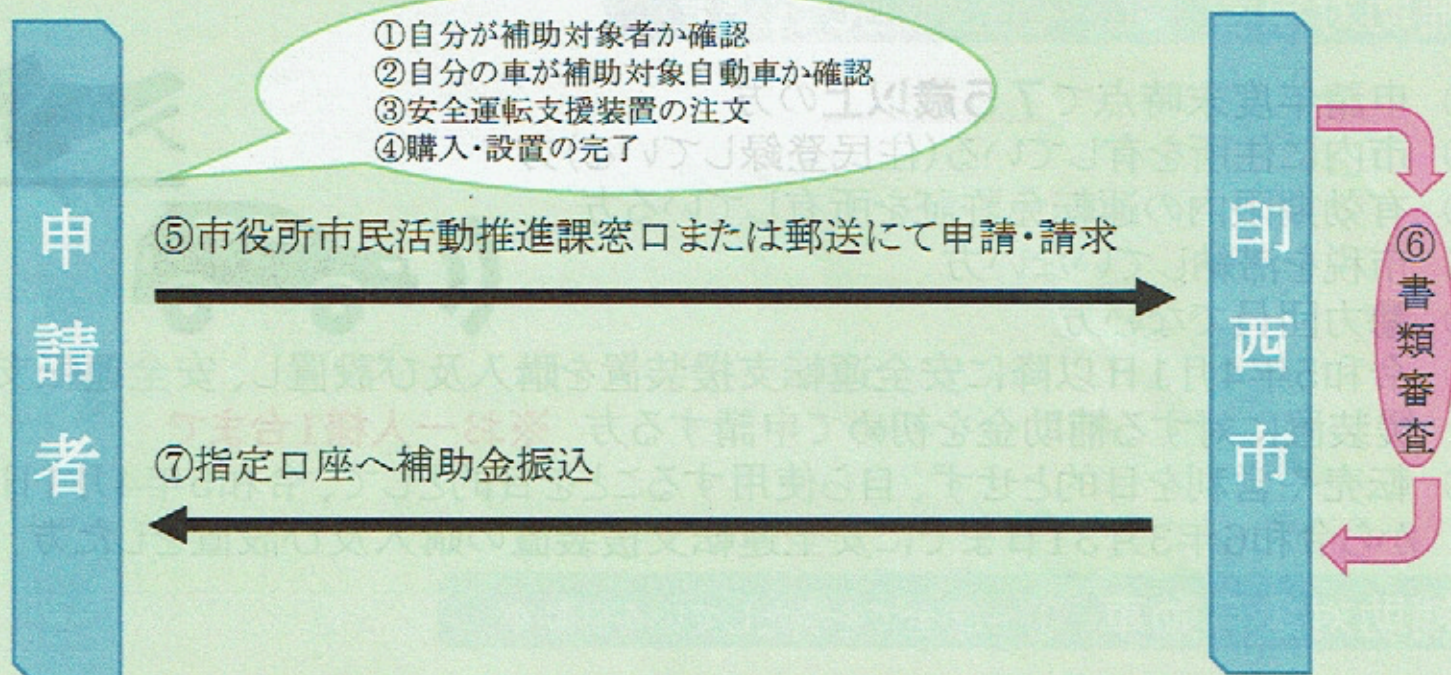 ①自分が補助対象者か確認
②自分の車が補助対象自動車か確認
③安全運転支援装置の注文
④購入・設置の完了
申請者
⑤市役所市民活動推進課窓口または郵送にて申請・請求
印西市
⑥書類審査
⑦指定口座へ補助金振込